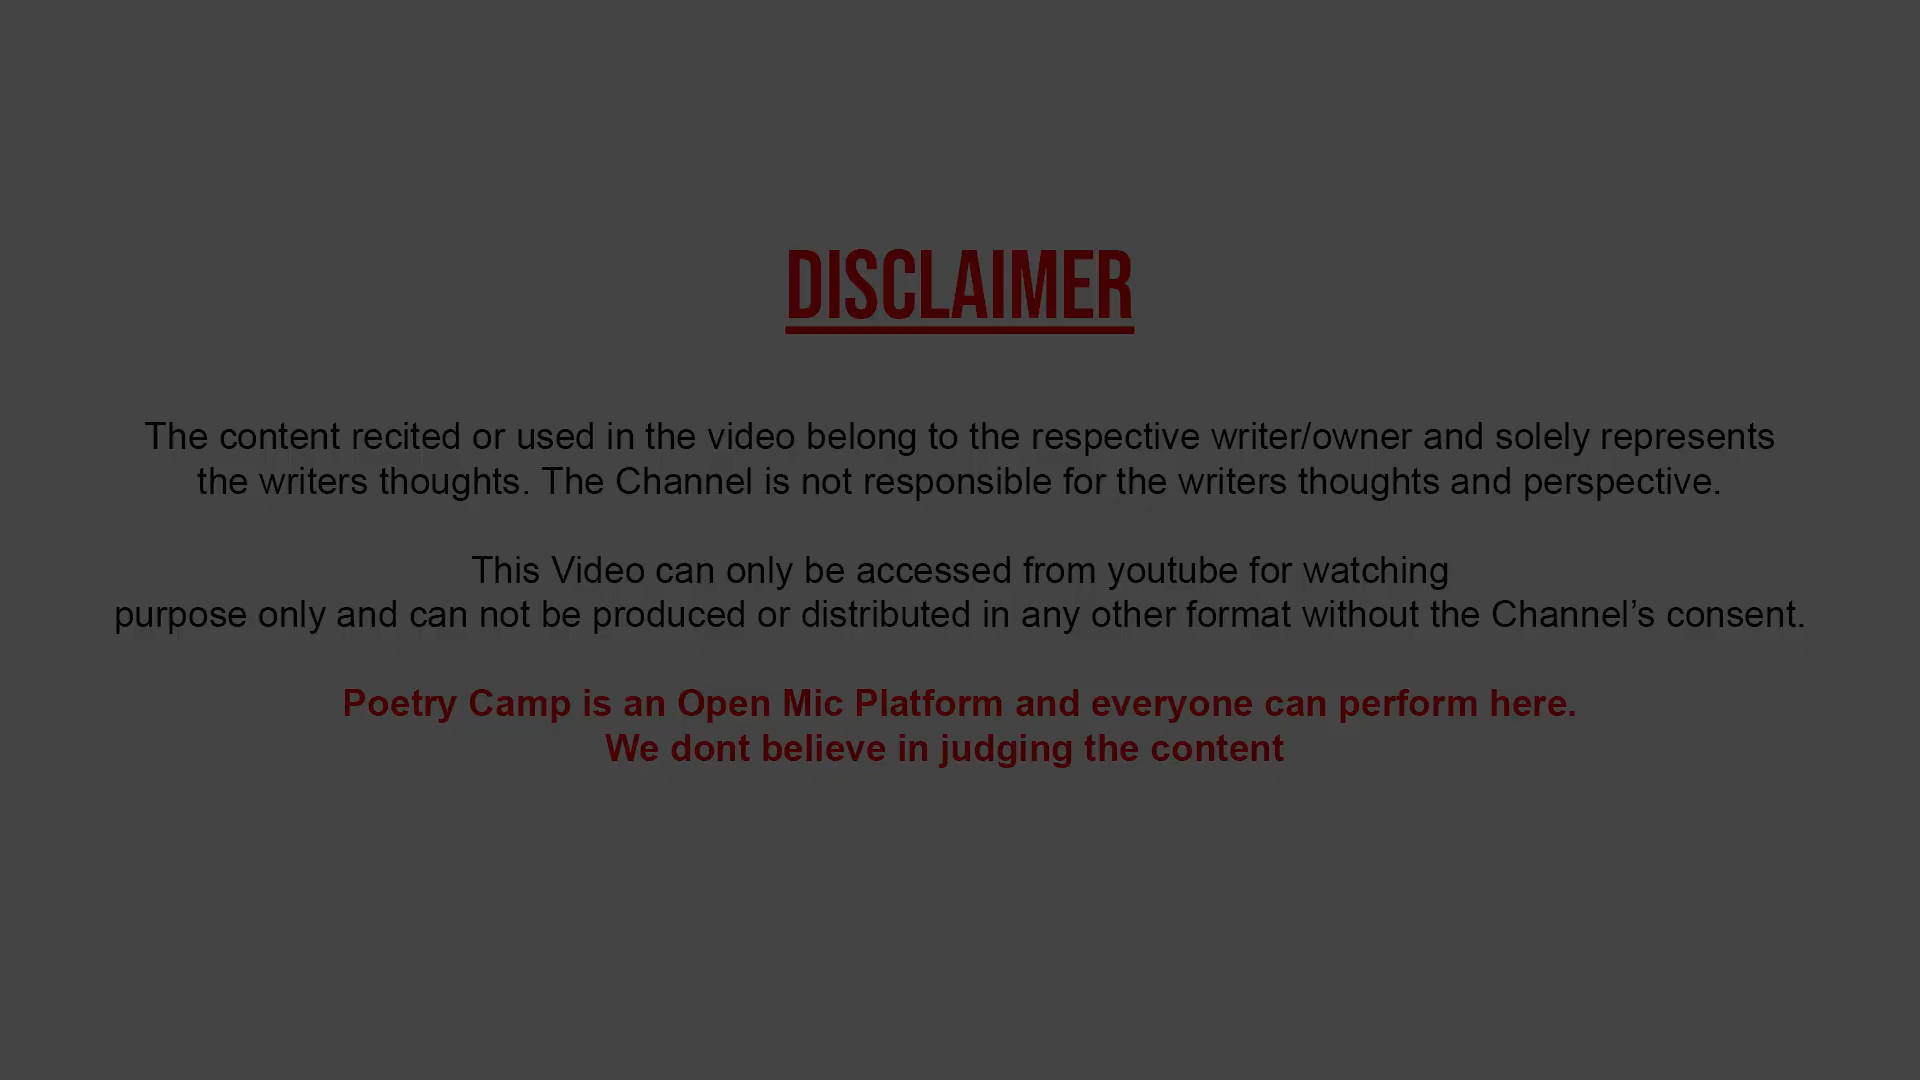 DISCLAIMER
The content recited or used in the video belong to the respective writer/owner and solely represents
the writers thoughts. The Channel is not responsible for the writers thoughts and perspective.
This Video can only be accessed from youtube for watching
purpose only and can not be produced or distributed in any other format without the Channel’s consent.
Poetry Camp is an Open Mic Platform and everyone can perform here.
We dont believe in judging the content